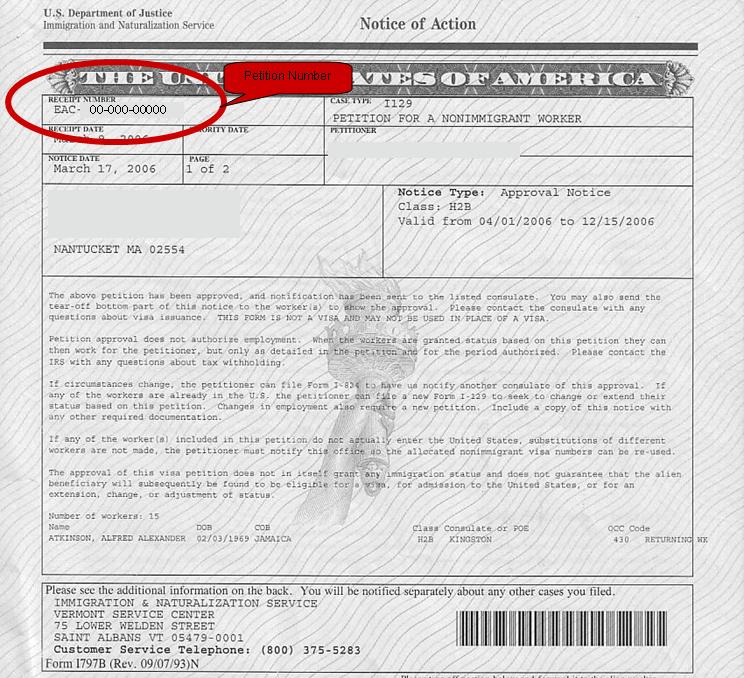 U.S. Department of Justice
Immigration and Naturalization Service
Notice of Action
THE UNITED STATES OF AMERICA
Petition Number
RECEIPT NUMBER
EAC- 00-000-00000
CASE TYPE I129
PETITION FOR A NONIMMIGRANT WORKER
RECEIPT DATE
March 8, 2006
PRIORITY DATE
PETITIONER
NOTICE DATE
March 17, 2006
PAGE
1 of 2
Notice Type: Approval Notice
Class: H2B
Valid from 04/01/2006 to 12/15/2006
NANTUCKET MA 02554
The above petition has been approved, and notification has been sent to the listed consulate. You may also send the
tear-off bottom part of this notice to the worker(s) to show the approval. Please contact the consulate with any
questions about visa issuance. THIS FORM IS NOT A VISA AND MAY NOT BE USED IN PLACE OF A VISA.
Petition approval does not authorize employment. When the workers are granted status based on this petition they can
then work for the petitioner, but only as detailed in the petition and for the period authorized. Please contact the
IRS with any questions about tax withholding.
If circumstances change, the petitioner can file Form I-824 to have us notify another consulate of this approval. If
any of the workers are already in the U.S. the petitioner can file a new Form I-129 to seek to change or extend their
status based on this petition. Changes in employment also require a new petition. Include a copy of this notice with
any other required documentation.
If any of the worker(s) included in this petition do not actually enter the United States, substitutions of different
workers are not made, the petitioner must notify this office so the allocated nonimmigrant visa numbers can be re-used.
The approval of this visa petition does not in itself grant any immigration status and does not guarantee that the alien
beneficiary will subsequently be found to be eligible for a visa, for admission to the United States, or for an
extension, change, or adjustment of status.
Number of workers: 15
Name DOB COB Class Consulate or POE OCC Code
ATKINSON, ALFRED ALEXANDER 02/03/1969 JAMAICA H2B KINGSTON 430 RETURNING WK
Please see the additional information on the back. You will be notified separately about any other cases you filed.
IMMIGRATION & NATURALIZATION SERVICE
VERMONT SERVICE CENTER
75 LOWER WELDEN STREET
SAINT ALBANS VT 05479-0001
Customer Service Telephone: (800) 375-5283
Form I797B (Rev. 09/07/93)N